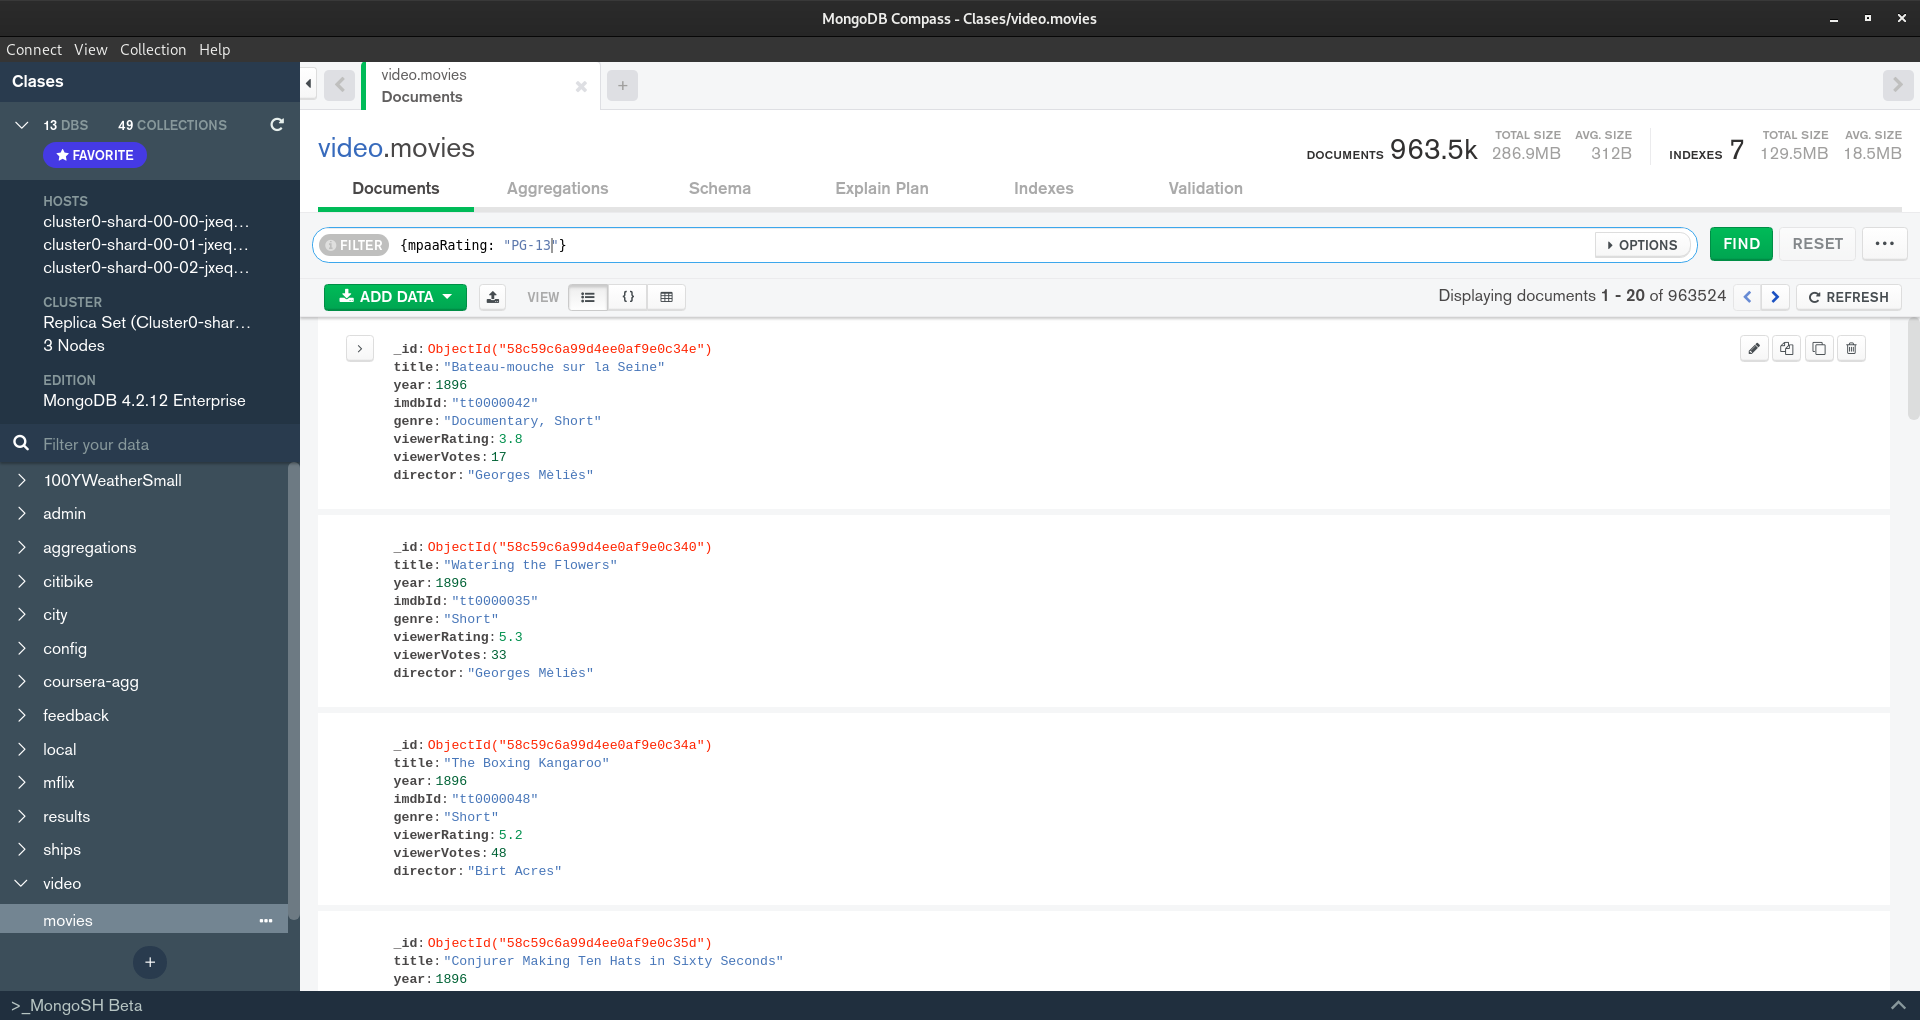 MongoDB Compass - Clases/video.movies
Connect View Collection Help
Clases
13 DBS 49 COLLECTIONS
FAVORITE
HOSTS
cluster0-shard-00-00-jxeq...
cluster0-shard-00-01-jxeq...
cluster0-shard-00-02-jxeq...
CLUSTER
Replica Set (Cluster0-shar...
3 Nodes
EDITION
MongoDB 4.2.12 Enterprise
Filter your data
100YWeatherSmall
admin
aggregations
citibike
city
config
coursera-agg
feedback
local
mflix
results
ships
video
movies
>_MongoSH Beta
video.movies
Documents
video.movies
DOCUMENTS 963.5k TOTAL SIZE 286.9MB AVG. SIZE 312B INDEXES 7 TOTAL SIZE 129.5MB AVG. SIZE 18.5MB
Documents Aggregations Schema Explain Plan Indexes Validation
FILTER {mpaaRating: "PG-13"} OPTIONS FIND RESET
ADD DATA VIEW {} Displaying documents 1 - 20 of 963524 REFRESH
_id: ObjectId("58c59c6a99d4ee0af9e0c34e")
title: "Bateau-mouche sur la Seine"
year: 1896
imdbId: "tt0000042"
genre: "Documentary, Short"
viewerRating: 3.8
viewerVotes: 17
director: "Georges Mèliès"
_id: ObjectId("58c59c6a99d4ee0af9e0c340")
title: "Watering the Flowers"
year: 1896
imdbId: "tt0000035"
genre: "Short"
viewerRating: 5.3
viewerVotes: 33
director: "Georges Mèliès"
_id: ObjectId("58c59c6a99d4ee0af9e0c34a")
title: "The Boxing Kangaroo"
year: 1896
imdbId: "tt0000048"
genre: "Short"
viewerRating: 5.2
viewerVotes: 48
director: "Birt Acres"
_id: ObjectId("58c59c6a99d4ee0af9e0c35d")
title: "Conjurer Making Ten Hats in Sixty Seconds"
year: 1896